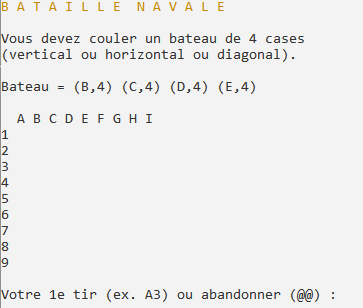 B A T A I L L E  N A V A L E
Vous devez couler un bateau de 4 cases
(vertical ou horizontal ou diagonal).
Bateau = (B,4) (C,4) (D,4) (E,4)
A B C D E F G H I
1
2
3
4
5
6
7
8
9
Votre 1e tir (ex. A3) ou abandonner (@@) :